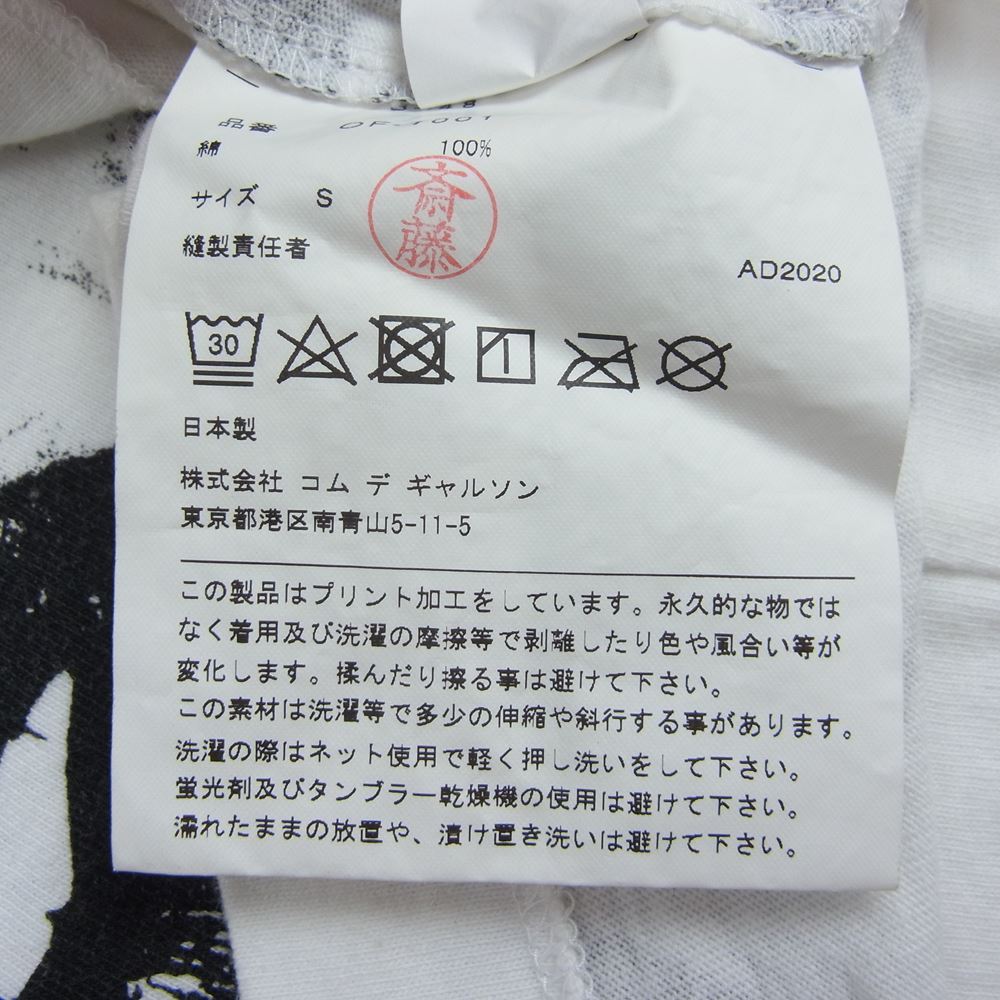 品番
綿 100%
サイズ S
斎藤
縫製責任者
AD2020
30
日本製
株式会社 コム デ ギャルソン
東京都港区南青山5-11-5
この製品はプリント加工をしています。永久的な物では
なく着用及び洗濯の摩擦等で剥離したり色や風合い等が
変化します。揉んだり擦る事は避けて下さい。
この素材は洗濯等で多少の伸縮や斜行する事があります。
洗濯の際はネット使用で軽く押し洗いをして下さい。
蛍光剤及びタンブラー乾燥機の使用は避けて下さい。
濡れたままの放置や、漬け置き洗いは避けて下さい。